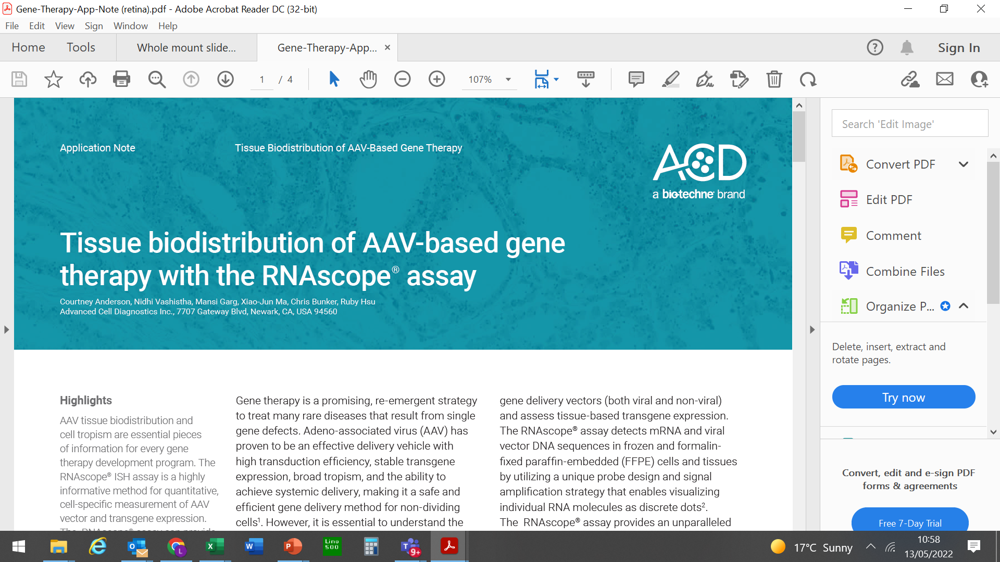 Gene-Therapy-App-Note (retina).pdf - Adobe Acrobat Reader DC (32-bit)
File Edit View Sign Window Help
Home Tools Whole mount slide... Gene-Therapy-App... Sign In
1 / 4 107%
Application Note
Tissue Biodistribution of AAV-Based Gene Therapy
ACD
a bio-techne brand
Tissue biodistribution of AAV-based gene
therapy with the RNAscope® assay
Courtney Anderson, Nidhi Vashistha, Mansi Garg, Xiao-Jun Ma, Chris Bunker, Ruby Hsu
Advanced Cell Diagnostics Inc., 7707 Gateway Blvd, Newark, CA, USA 94560
Highlights
AAV tissue biodistribution and
cell tropism are essential pieces
of information for every gene
therapy development program. The
RNAscope® ISH assay is a highly
informative method for quantitative,
cell-specific measurement of AAV
vector and transgene expression.
The RNAscope® assay can provide
Gene therapy is a promising, re-emergent strategy
to treat many rare diseases that result from single
gene defects. Adeno-associated virus (AAV) has
proven to be an effective delivery vehicle with
high transduction efficiency, stable transgene
expression, broad tropism, and the ability to
achieve systemic delivery, making it a safe and
efficient gene delivery method for non-dividing
cells¹. However, it is essential to understand the
gene delivery vectors (both viral and non-viral)
and assess tissue-based transgene expression.
The RNAscope® assay detects mRNA and viral
vector DNA sequences in frozen and formalin-
fixed paraffin-embedded (FFPE) cells and tissues
by utilizing a unique probe design and signal
amplification strategy that enables visualizing
individual RNA molecules as discrete dots².
The RNAscope® assay provides an unparalleled
Search 'Edit Image'
Convert PDF
Edit PDF
Comment
Combine Files
Organize P...
Delete, insert, extract and
rotate pages.
Try now
Convert, edit and e-sign PDF
forms & agreements
Free 7-Day Trial
Line
500
9+
17°C Sunny
10:58
13/05/2022